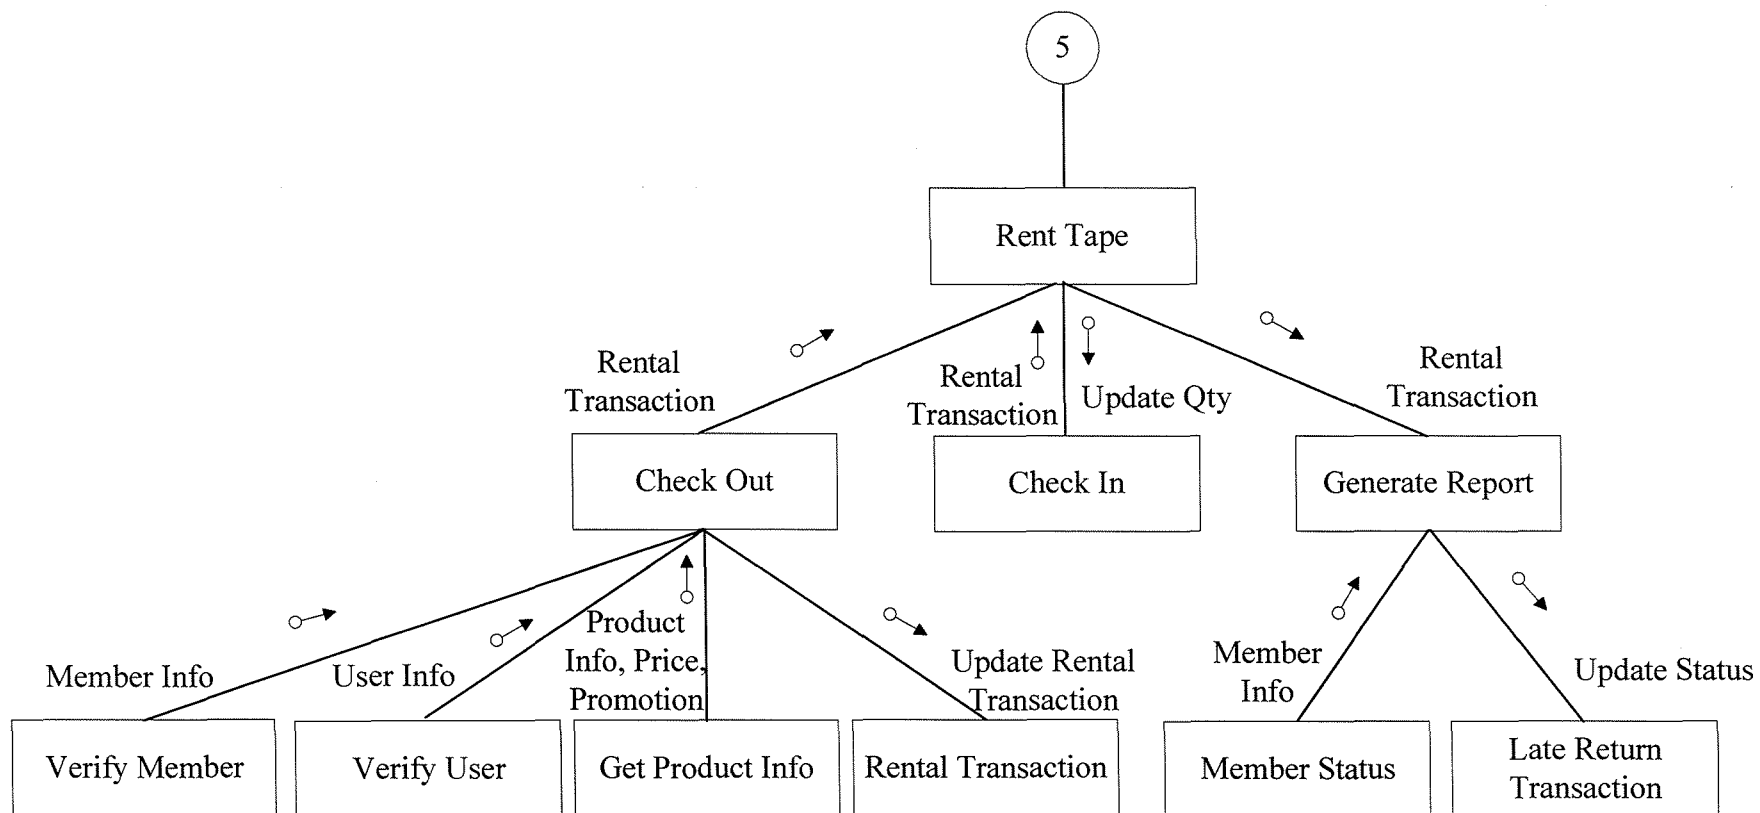 5
Rent Tape
Rental
Transaction
Rental
Transaction
Update Qty
Rental
Transaction
Check Out
Check In
Generate Report
Member Info
User Info
Product
Info, Price,
Promotion
Update Rental
Transaction
Member
Info
Update Status
Verify Member
Verify User
Get Product Info
Rental Transaction
Member Status
Late Return
Transaction